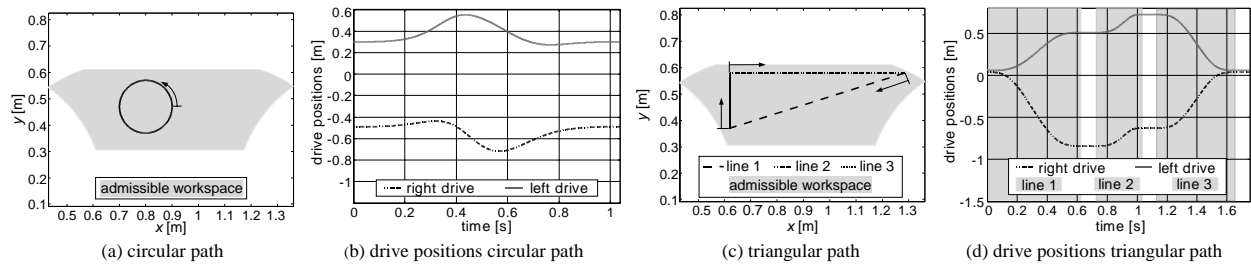 0.8
0.7
0.6
0.5
0.4
0.3
0.2
0.1
y [m]
admissible workspace
0.5 0.6 0.7 0.8 0.9 1 1.1 1.2 1.3
x [m]
(a) circular path
0.6
0.4
0.2
0
-0.2
-0.4
-0.6
-0.8
-1
drive positions [m]
right drive left drive
0 0.2 0.4 0.6 0.8 1
time [s]
(b) drive positions circular path
0.8
0.7
0.6
0.5
0.4
0.3
0.2
0.1
y [m]
line 1 line 2 line 3
admissible workspace
0.5 0.6 0.7 0.8 0.9 1 1.1 1.2 1.3
x [m]
(c) triangular path
0.5
0
-0.5
-1
-1.5
drive positions [m]
right drive left drive
line 1 line 2 line 3
0 0.2 0.4 0.6 0.8 1 1.2 1.4 1.6
time [s]
(d) drive positions triangular path